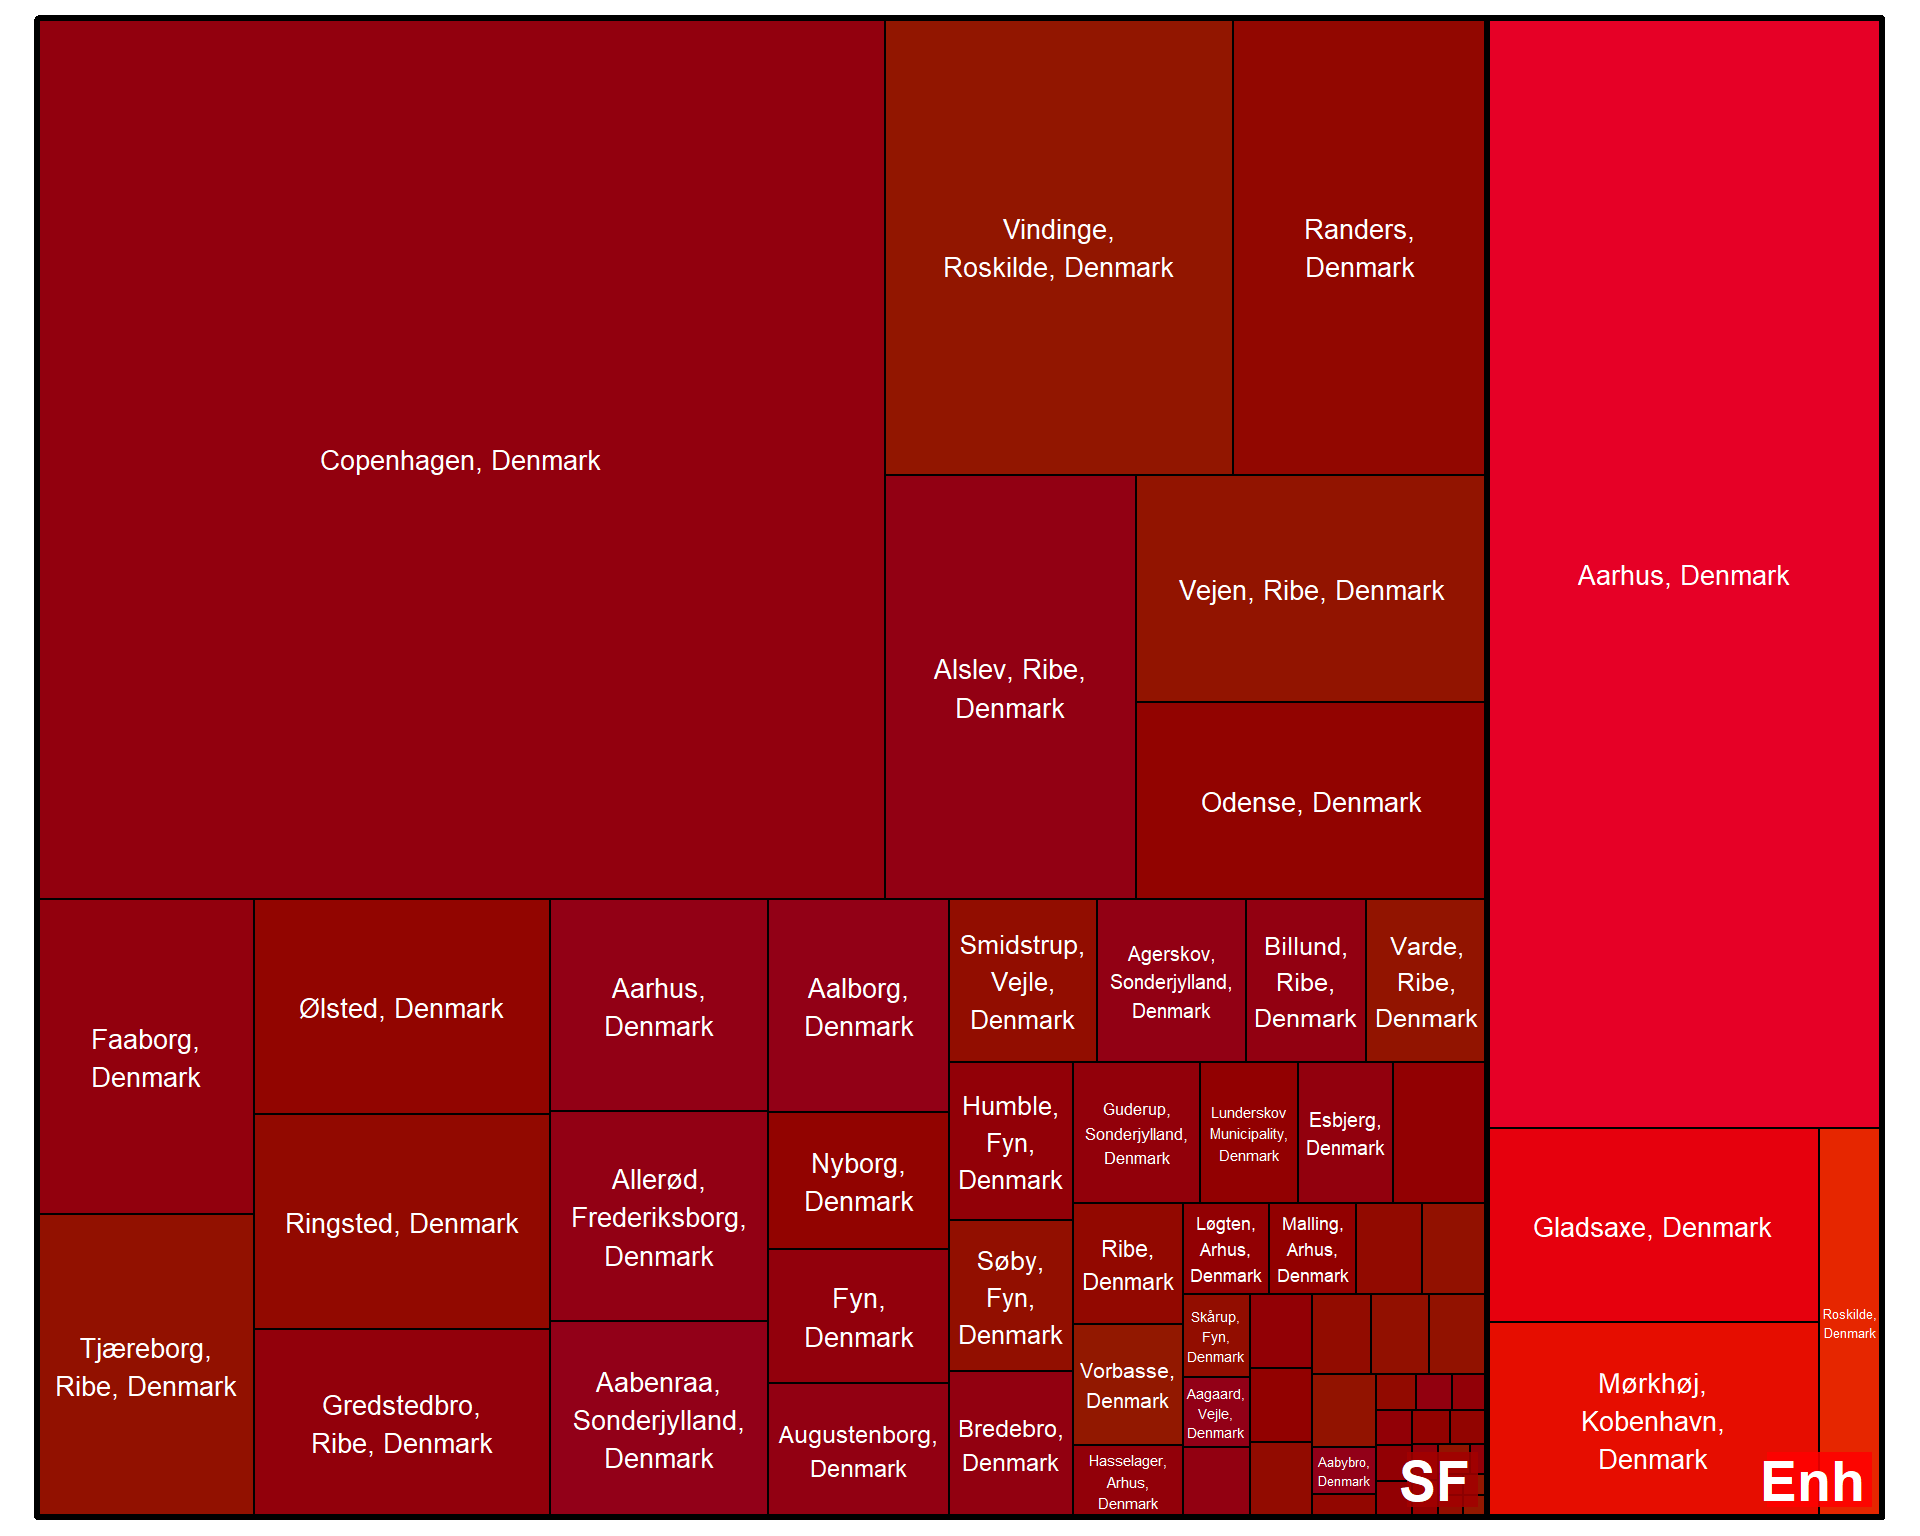 Copenhagen, Denmark
Vindinge,
Roskilde, Denmark
Randers,
Denmark
Alslev, Ribe,
Denmark
Vejen, Ribe, Denmark
Odense, Denmark
Faaborg,
Denmark
Tjæreborg,
Ribe, Denmark
Ølsted, Denmark
Ringsted, Denmark
Gredstedbro,
Ribe, Denmark
Aarhus,
Denmark
Allerød,
Frederiksborg,
Denmark
Aabenraa,
Sonderjylland,
Denmark
Aalborg,
Denmark
Nyborg,
Denmark
Fyn,
Denmark
Augustenborg,
Denmark
Smidstrup,
Vejle,
Denmark
Agerskov,
Sonderjylland,
Denmark
Billund,
Ribe,
Denmark
Varde,
Ribe,
Denmark
Humble,
Fyn,
Denmark
Søby,
Fyn,
Denmark
Bredebro,
Denmark
Guderup,
Sonderjylland,
Denmark
Lunderskov
Municipality,
Denmark
Esbjerg,
Denmark
Ribe,
Denmark
Vorbasse,
Denmark
Hasselager,
Arhus,
Denmark
Løgten,
Arhus,
Denmark
Malling,
Arhus,
Denmark
Skårup,
Fyn,
Denmark
Aagaard,
Vejle,
Denmark
Aabybro,
Denmark
SF
Aarhus, Denmark
Gladsaxe, Denmark
Mørkhøj,
Kobenhavn,
Denmark
Roskilde,
Denmark
Enh